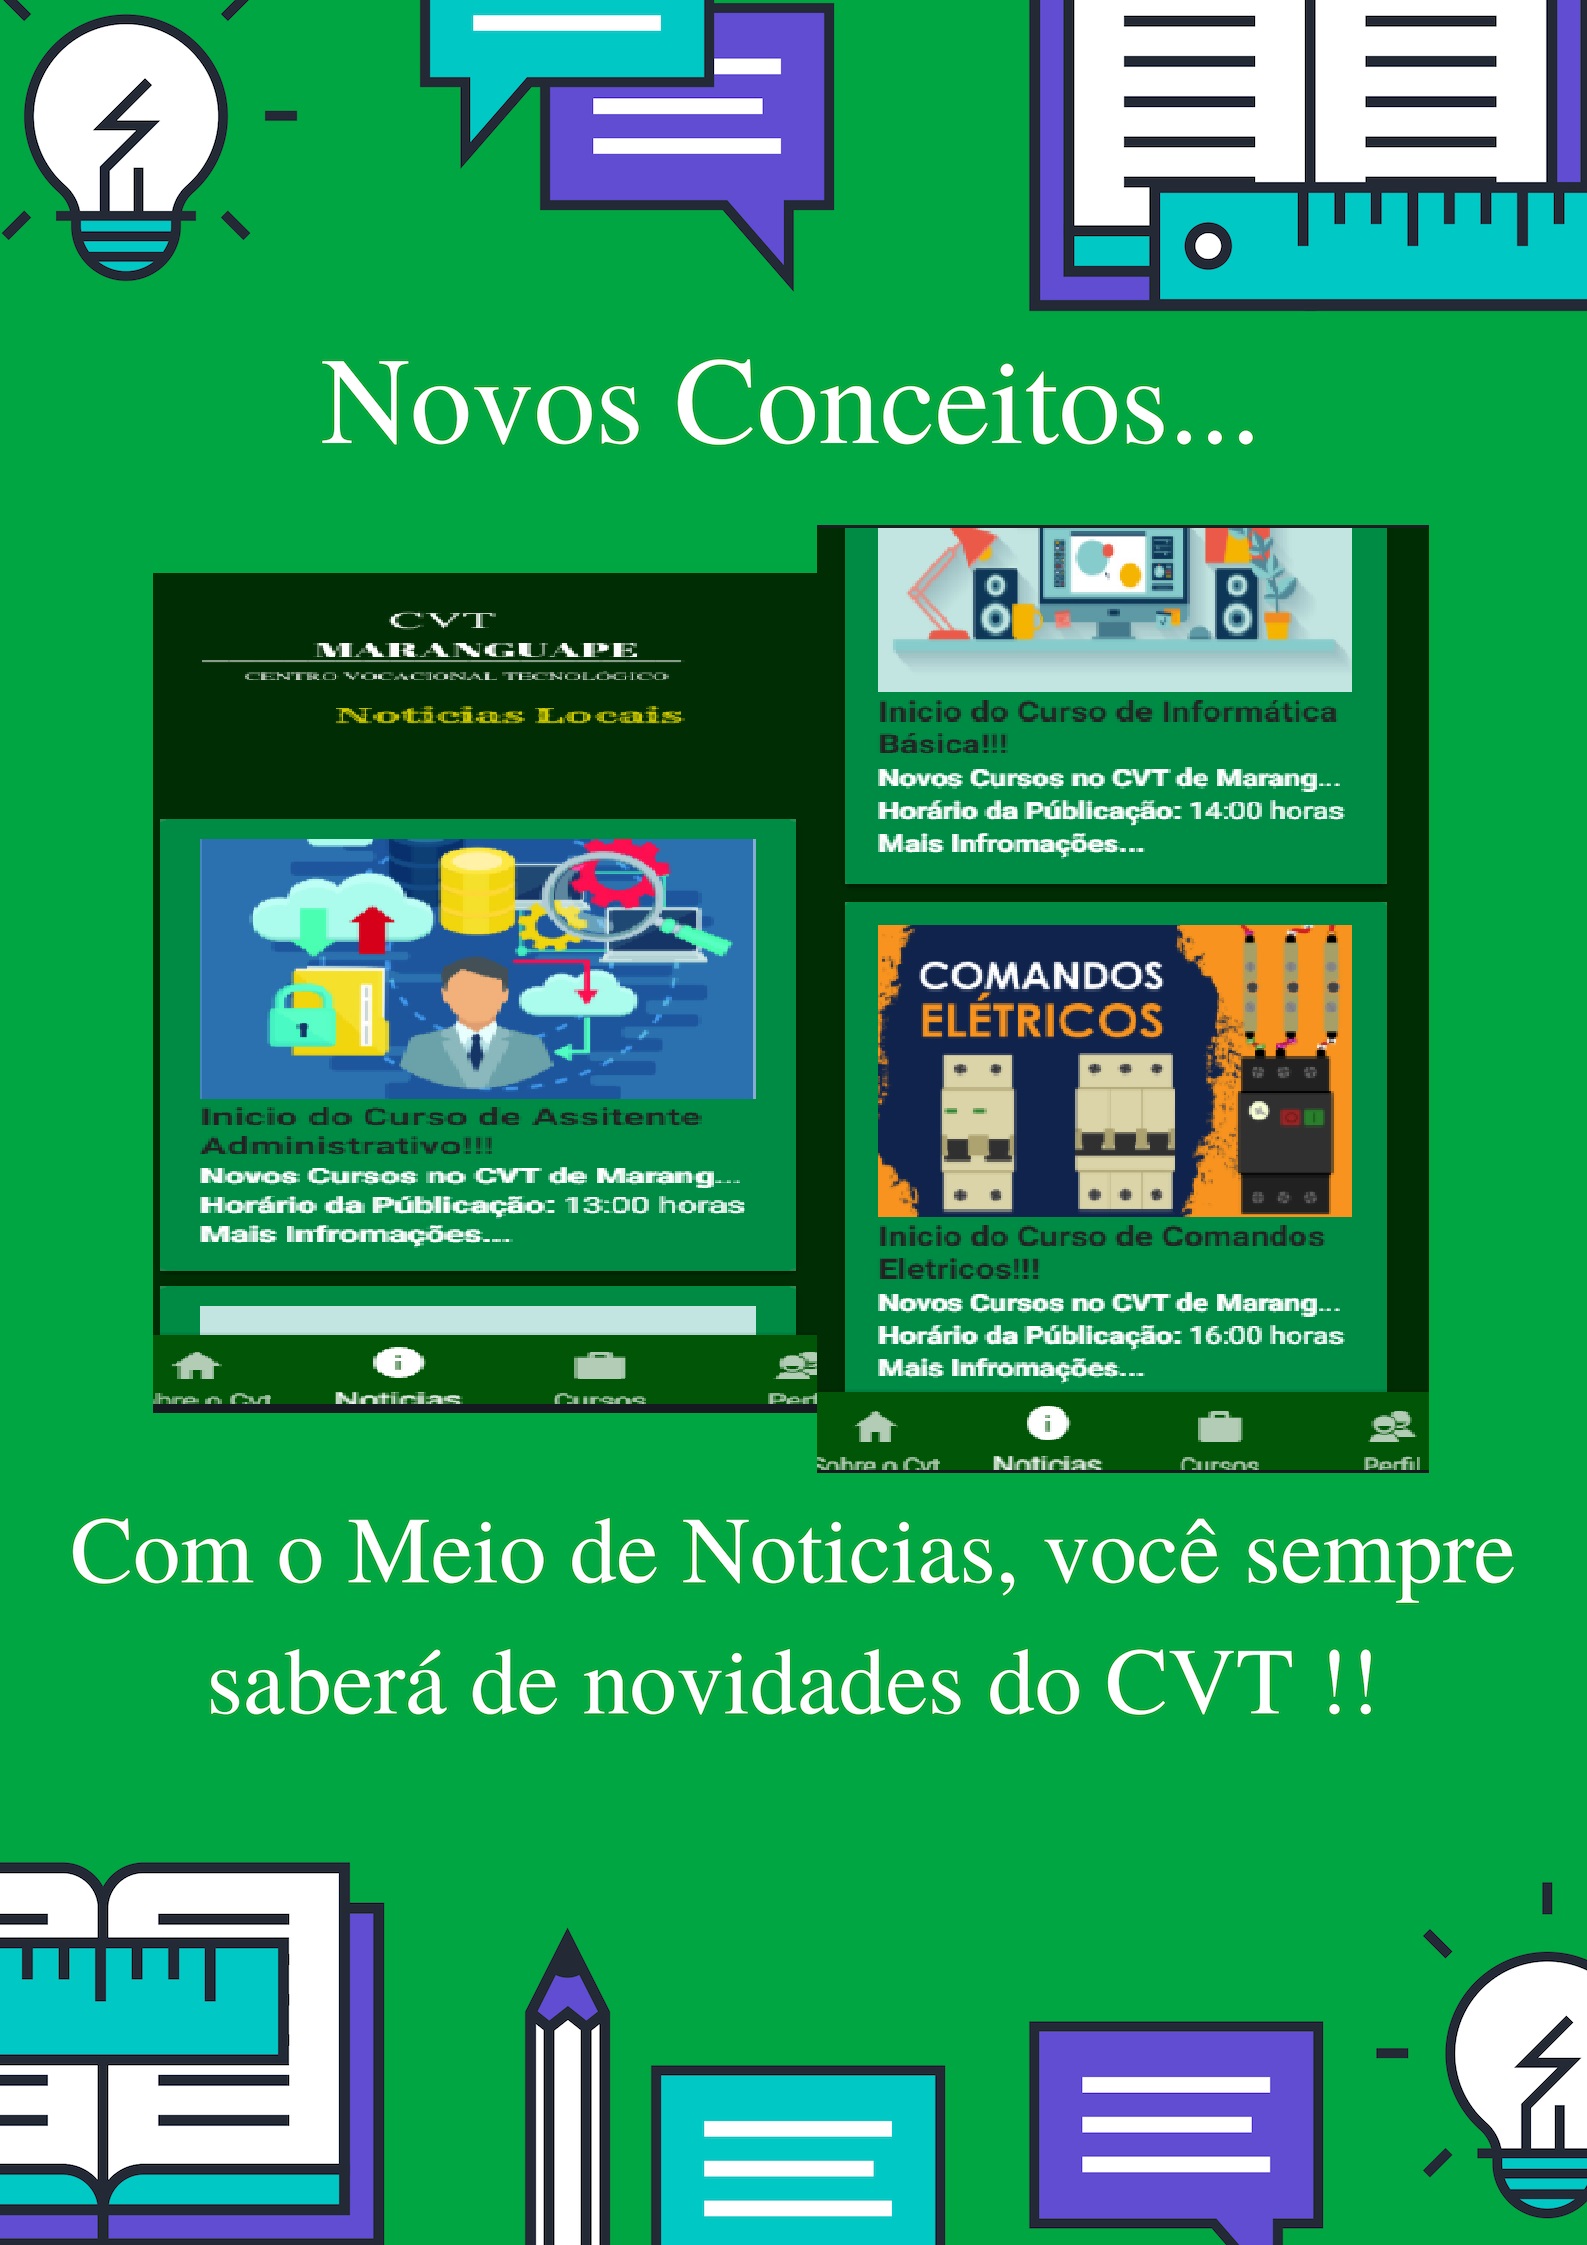 Novos Conceitos...
CVT
MARANGUAPE
CENTRO VOCACIONAL TECNOLÓGICO
Noticias Locais
Inicio do Curso de Assitente
Administrativo!!!
Novos Cursos no CVT de Marang...
Horário da Públicação: 13:00 horas
Mais Infromações...
Noticias
Cursos
Inicio do Curso de Informática
Básica!!!
Novos Cursos no CVT de Marang...
Horário da Públicação: 14:00 horas
Mais Infromações...
COMANDOS
ELÉTRICOS
Inicio do Curso de Comandos
Eletricos!!!
Novos Cursos no CVT de Marang...
Horário da Públicação: 16:00 horas
Mais Infromações...
Sobre o Cvt
Noticias
Cursos
Perfil
Com o Meio de Noticias, você sempre
saberá de novidades do CVT !!